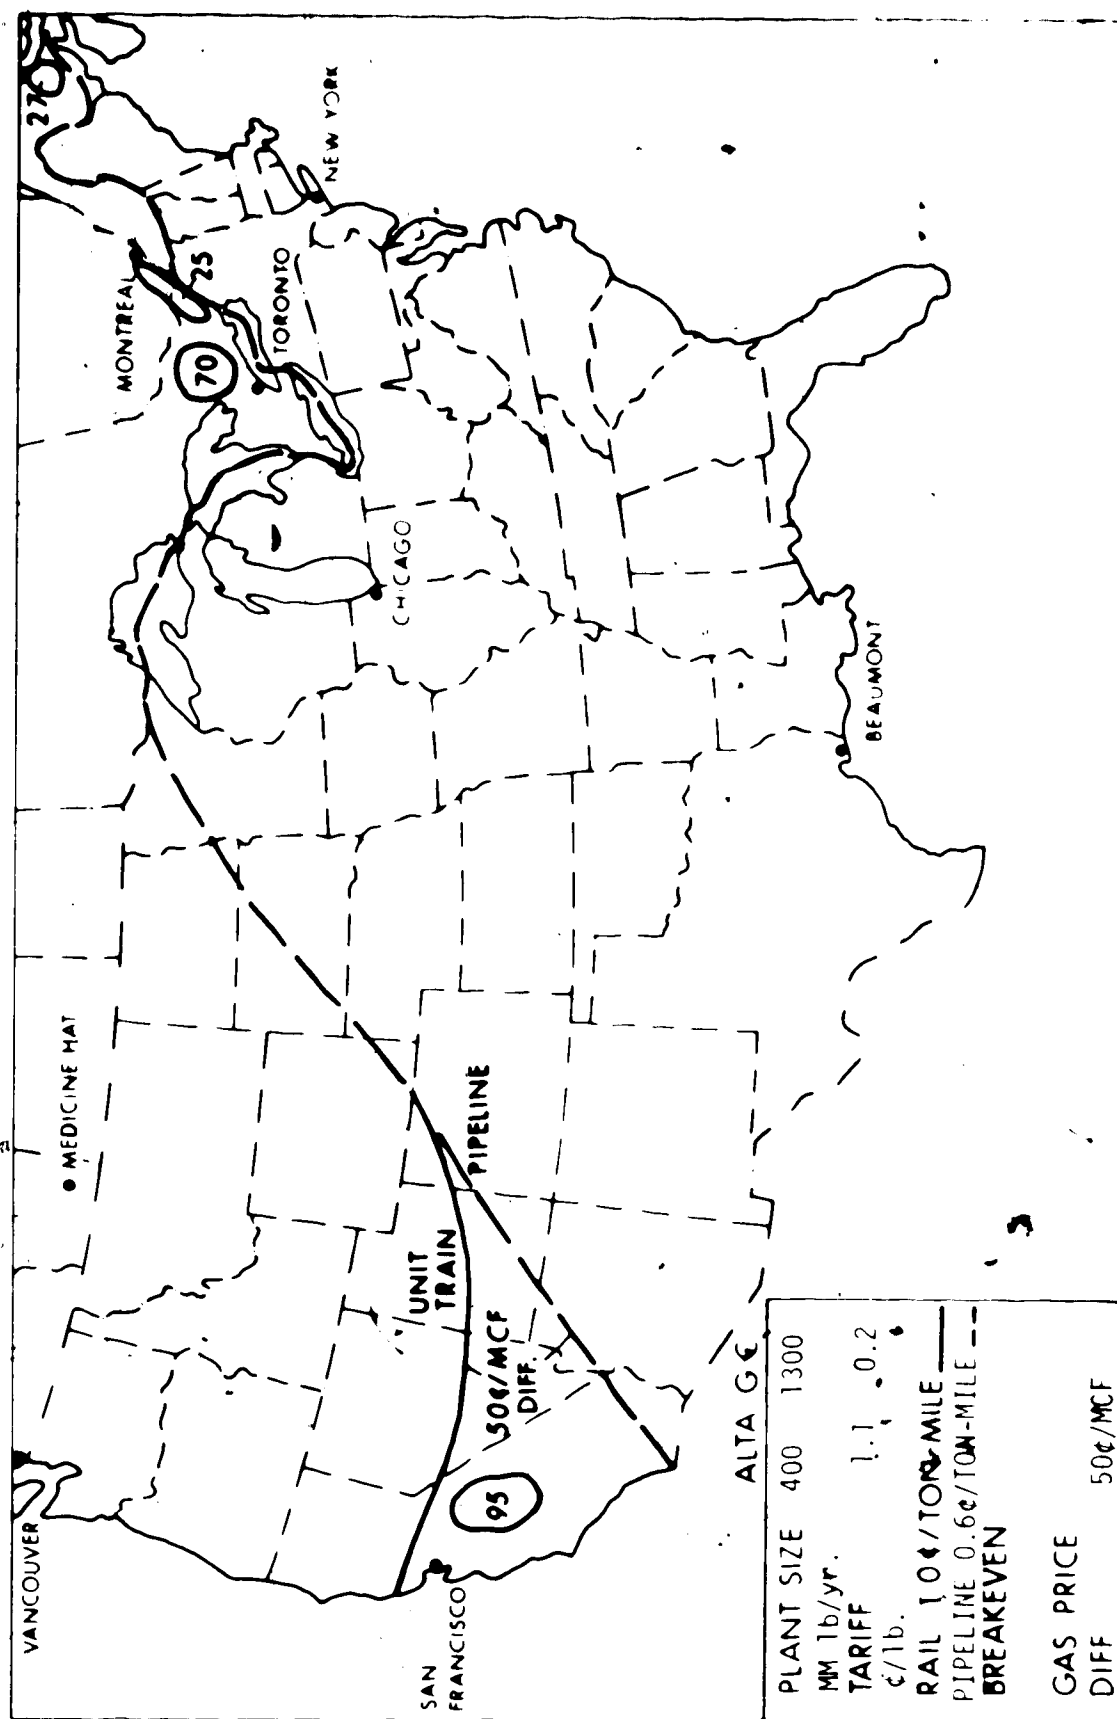 VANCOUVER
MEDICINE HAT
MONTREAL
27
25
70
TORONTO
NEW YORK
CHICAGO
SAN
FRANCISCO
95
50¢/MCF
DIFF.
UNIT
TRAIN
PIPELINE
BEAUMONT
ALTA G
PLANT SIZE 400 1300
MM lb/yr.
TARIFF 1.1 0.2
¢/lb.
RAIL 1.0¢/TON MILE
PIPELINE 0.6¢/TON-MILE
BREAKEVEN
GAS PRICE
DIFF 50¢/MCF